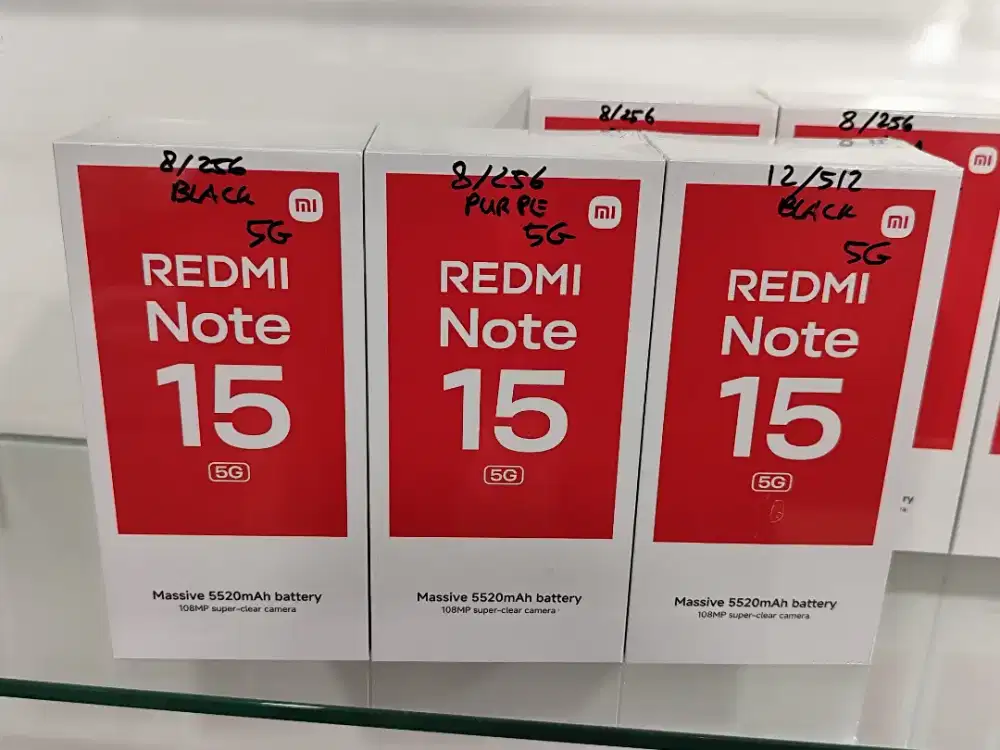 8/256
8/256
8/256
BLACK
5G
mi
REDMI
Note
15
5G
Massive 5520mAh battery
108MP super-clear camera
8/256
PURPLE
5G
mi
REDMI
Note
15
5G
Massive 5520mAh battery
108MP super-clear camera
12/512
BLACK
5G
mi
REDMI
Note
15
5G
Massive 5520mAh battery
108MP super-clear camera
mi